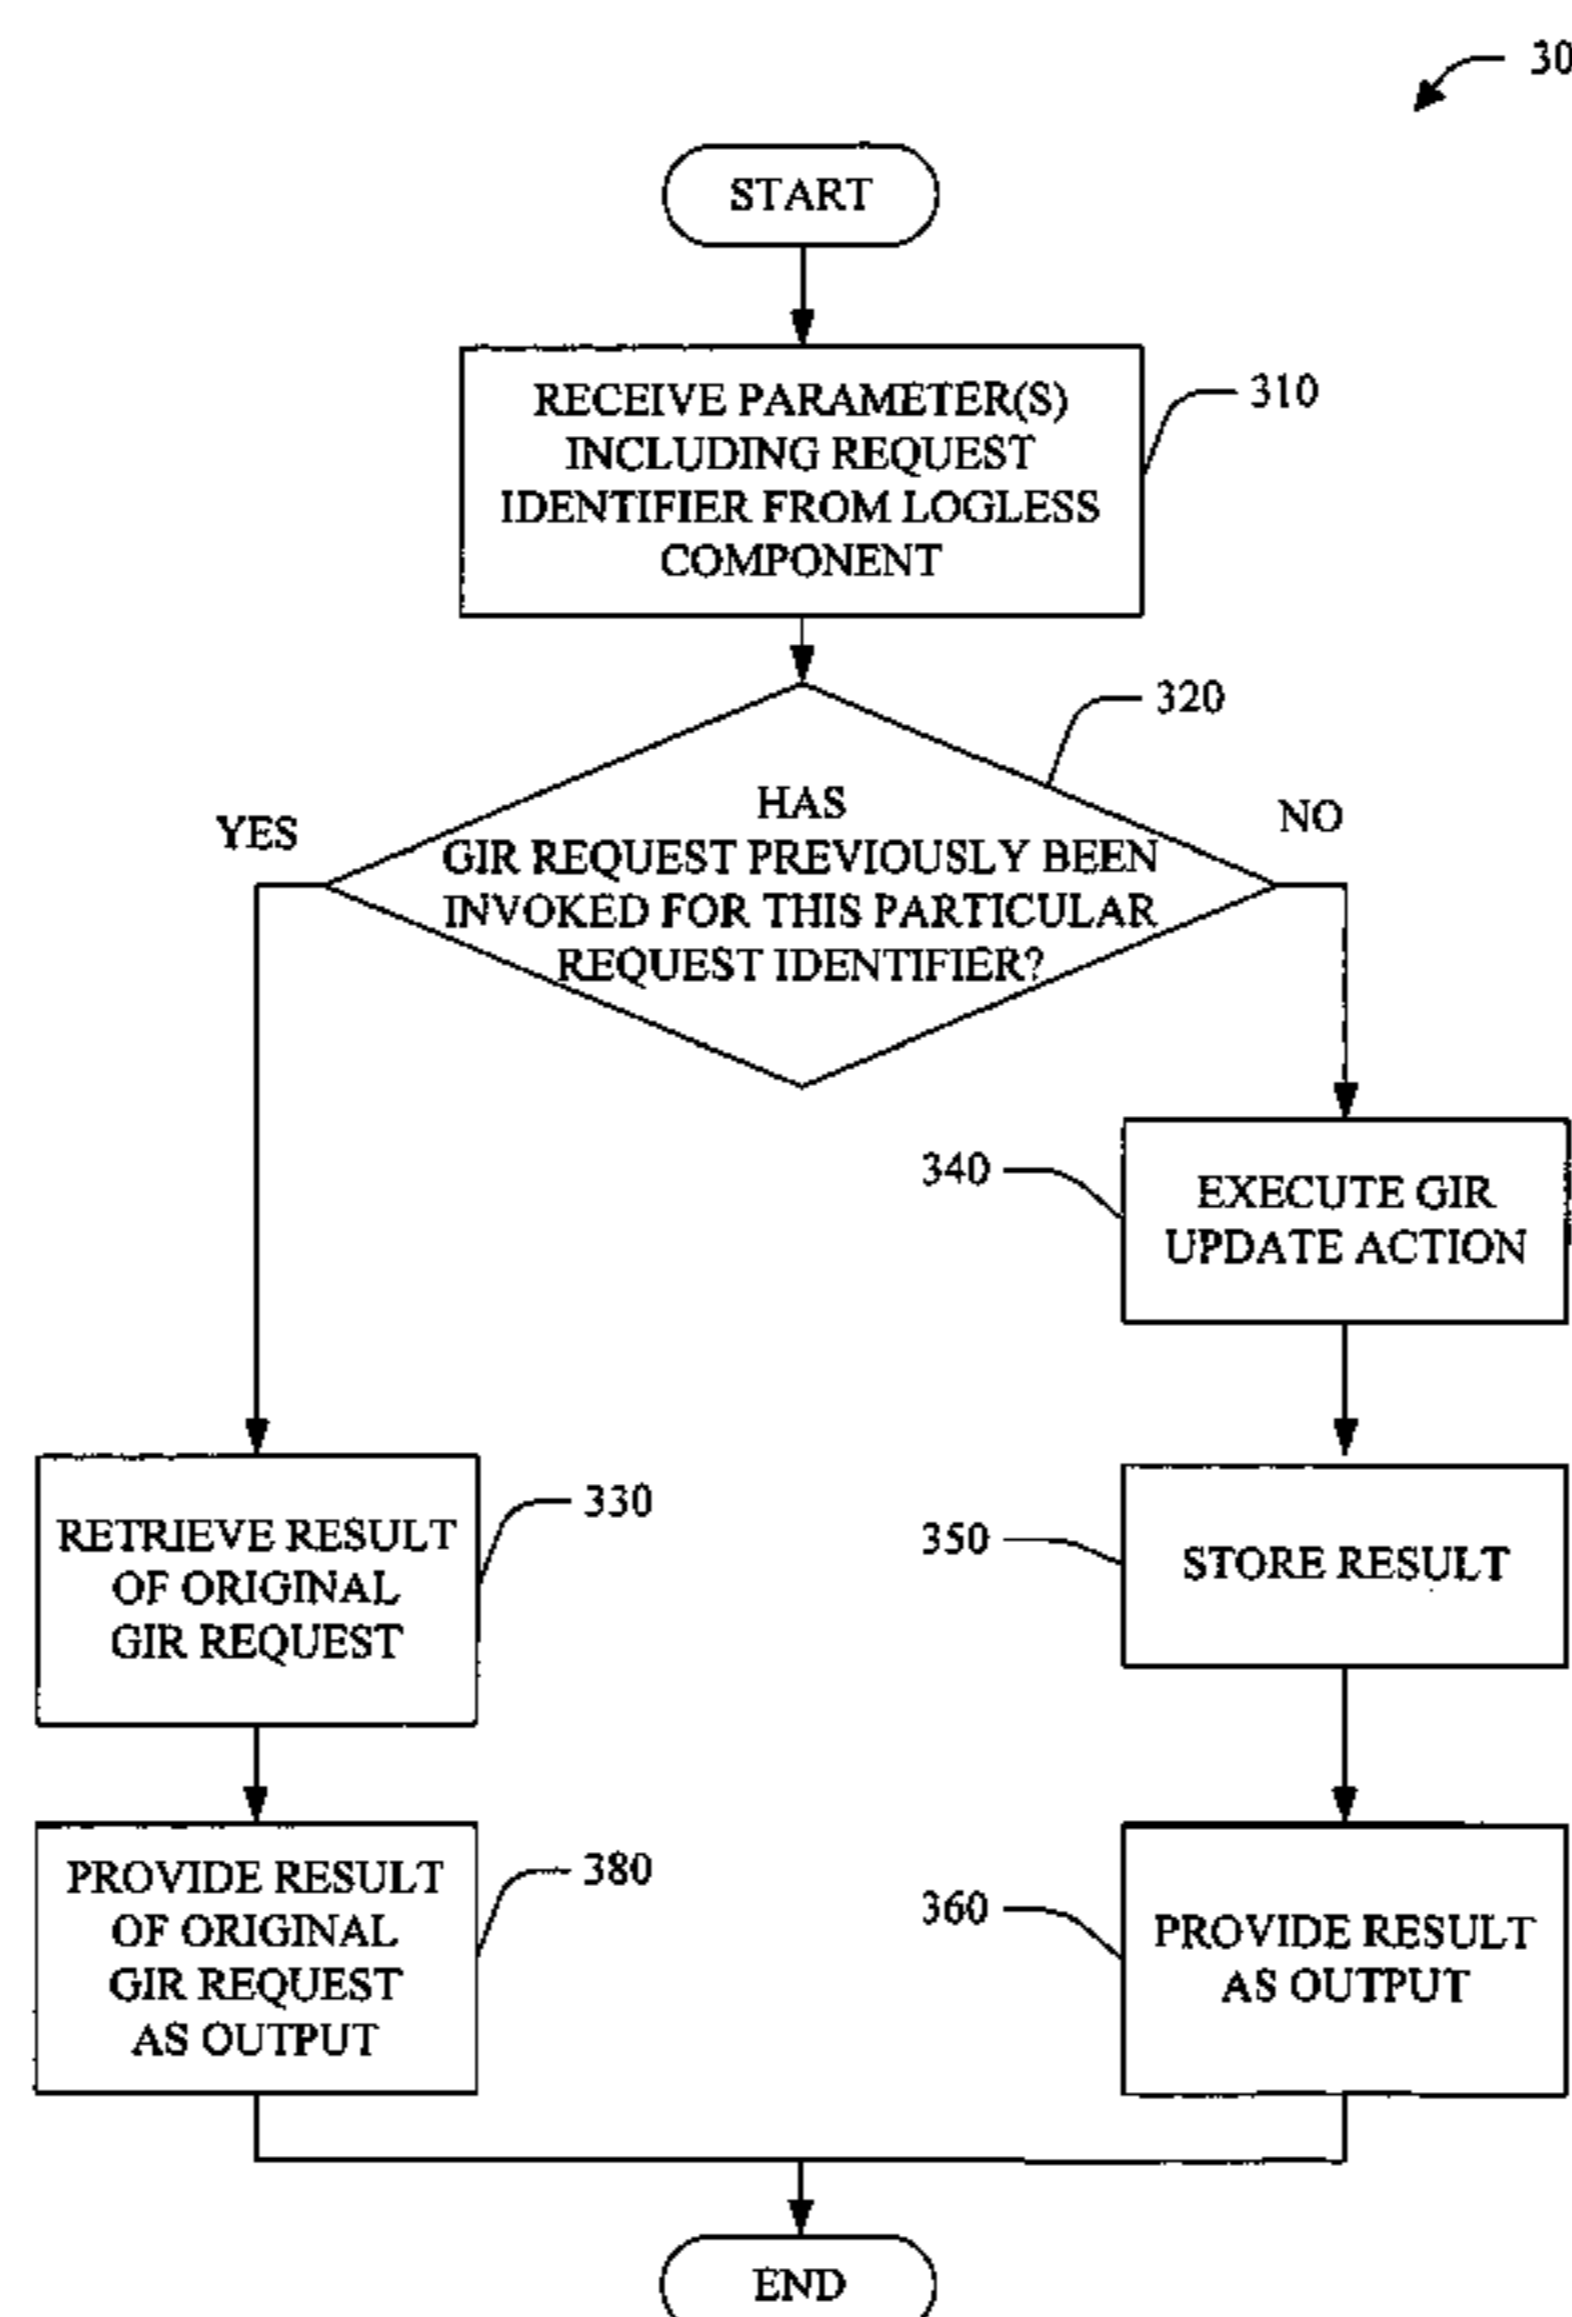 30
START
RECEIVE PARAMETER(S)
INCLUDING REQUEST
IDENTIFIER FROM LOGLESS
COMPONENT
310
320
HAS
GIR REQUEST PREVIOUSLY BEEN
INVOKED FOR THIS PARTICULAR
REQUEST IDENTIFIER?
YES
NO
340
EXECUTE GIR
UPDATE ACTION
RETRIEVE RESULT
OF ORIGINAL
GIR REQUEST
330
350
STORE RESULT
PROVIDE RESULT
OF ORIGINAL
GIR REQUEST
AS OUTPUT
380
360
PROVIDE RESULT
AS OUTPUT
END